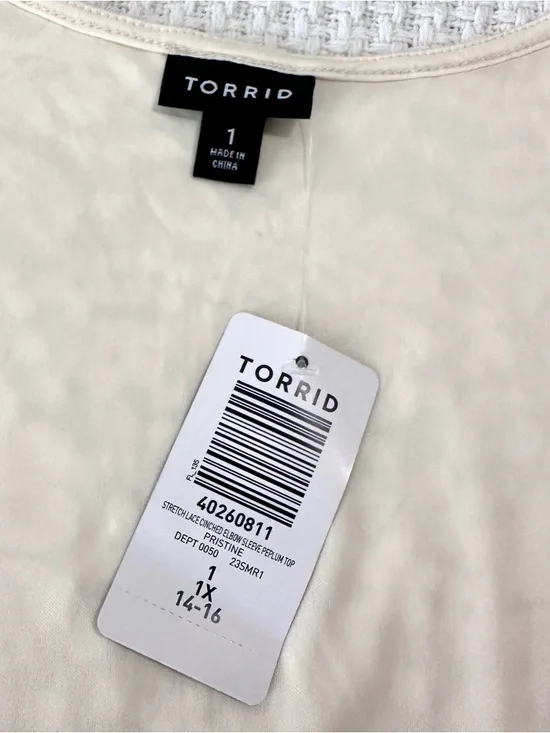 TORRID
1
MADE IN
CHINA
TORRID
FL_135
40260811
STRETCH LACE CINCHED ELBOW SLEEVE PEPLUM TOP
PRISTINE
DEPT 0050 23SMR1
1
1X
14-16